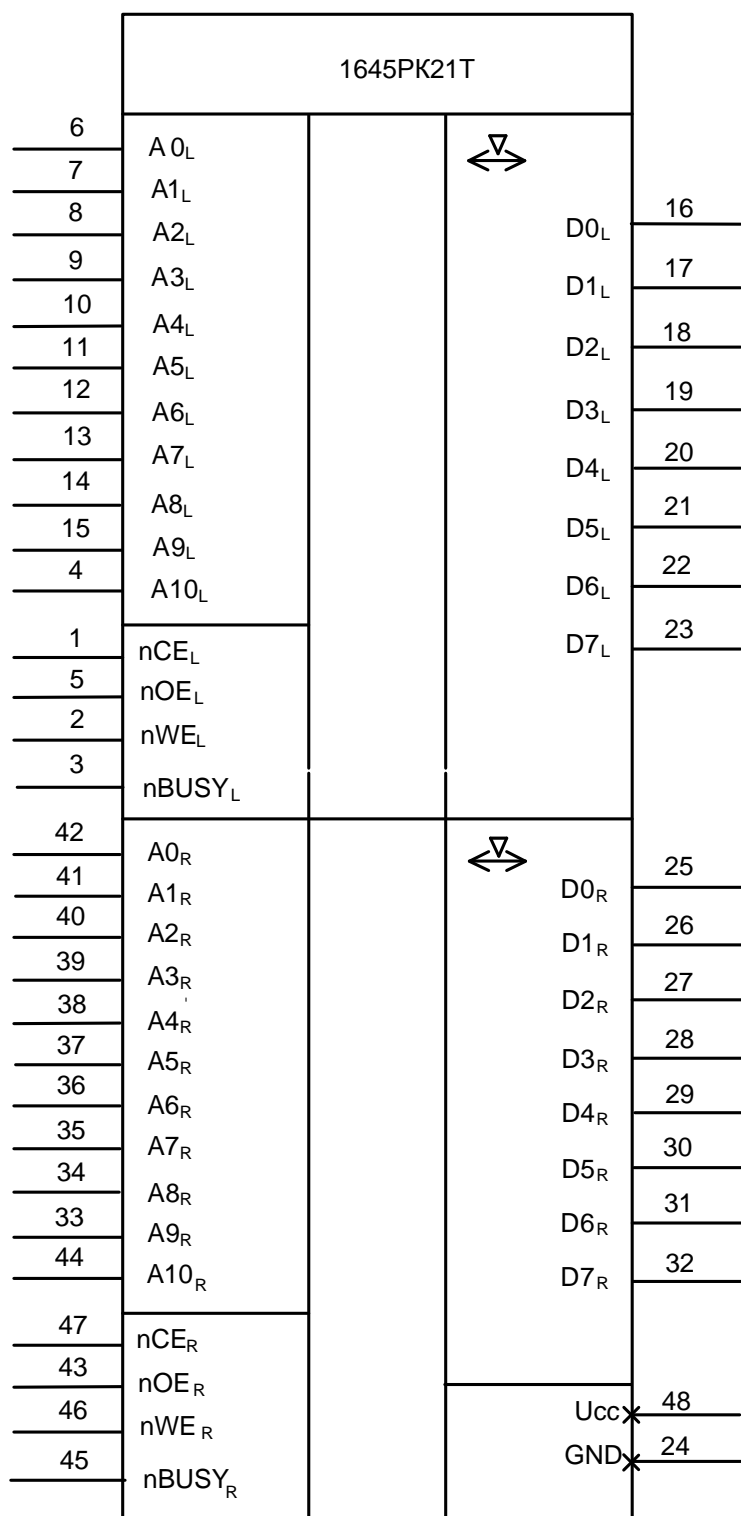 1645РК21Т
6 A0L
7 A1L
8 A2L
9 A3L
10 A4L
11 A5L
12 A6L
13 A7L
14 A8L
15 A9L
4 A10L
1 nCEL
5 nOEL
2 nWEL
3 nBUSYL
D0L 16
D1L 17
D2L 18
D3L 19
D4L 20
D5L 21
D6L 22
D7L 23
42 A0R
41 A1R
40 A2R
39 A3R
38 A4R
37 A5R
36 A6R
35 A7R
34 A8R
33 A9R
44 A10R
47 nCER
43 nOER
46 nWER
45 nBUSYR
D0R 25
D1R 26
D2R 27
D3R 28
D4R 29
D5R 30
D6R 31
D7R 32
Ucc 48
GND 24